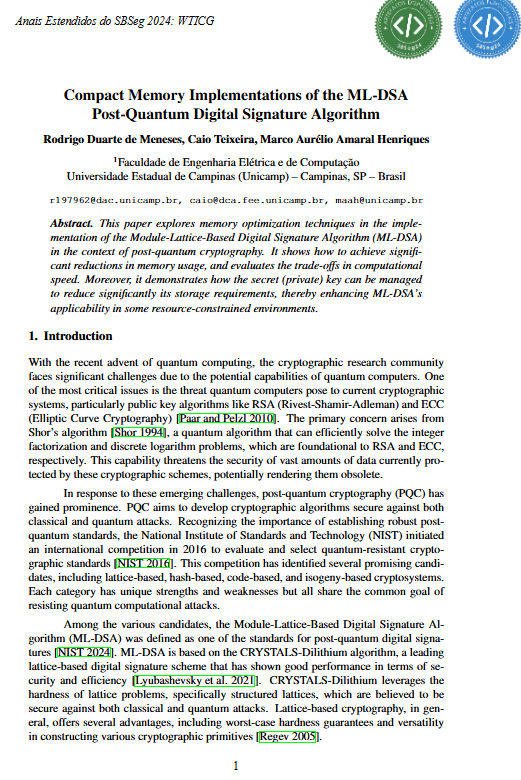 Anais Estendidos do SBSeg 2024: WTICG
Compact Memory Implementations of the ML-DSA
Post-Quantum Digital Signature Algorithm
Rodrigo Duarte de Meneses, Caio Teixeira, Marco Aurélio Amaral Henriques
¹Faculdade de Engenharia Elétrica e de Computação
Universidade Estadual de Campinas (Unicamp) – Campinas, SP – Brasil
r197962@dac.unicamp.br, caio@dca.fee.unicamp.br, maah@unicamp.br
Abstract. This paper explores memory optimization techniques in the imple-
mentation of the Module-Lattice-Based Digital Signature Algorithm (ML-DSA)
in the context of post-quantum cryptography. It shows how to achieve signifi-
cant reductions in memory usage, and evaluates the trade-offs in computational
speed. Moreover, it demonstrates how the secret (private) key can be managed
to reduce significantly its storage requirements, thereby enhancing ML-DSA's
applicability in some resource-constrained environments.
1. Introduction
With the recent advent of quantum computing, the cryptographic research community
faces significant challenges due to the potential capabilities of quantum computers. One
of the most critical issues is the threat quantum computers pose to current cryptographic
systems, particularly public key algorithms like RSA (Rivest-Shamir-Adleman) and ECC
(Elliptic Curve Cryptography) [Paar and Pelzl 2010]. The primary concern arises from
Shor's algorithm [Shor 1994], a quantum algorithm that can efficiently solve the integer
factorization and discrete logarithm problems, which are foundational to RSA and ECC,
respectively. This capability threatens the security of vast amounts of data currently pro-
tected by these cryptographic schemes, potentially rendering them obsolete.
In response to these emerging challenges, post-quantum cryptography (PQC) has
gained prominence. PQC aims to develop cryptographic algorithms secure against both
classical and quantum attacks. Recognizing the importance of establishing robust post-
quantum standards, the National Institute of Standards and Technology (NIST) initiated
an international competition in 2016 to evaluate and select quantum-resistant crypto-
graphic standards [NIST 2016]. This competition has identified several promising candi-
dates, including lattice-based, hash-based, code-based, and isogeny-based cryptosystems.
Each category has unique strengths and weaknesses but all share the common goal of
resisting quantum computational attacks.
Among the various candidates, the Module-Lattice-Based Digital Signature Al-
gorithm (ML-DSA) was defined as one of the standards for post-quantum digital signa-
tures [NIST 2024]. ML-DSA is based on the CRYSTALS-Dilithium algorithm, a leading
lattice-based digital signature scheme that has shown good performance in terms of se-
curity and efficiency [Lyubashevsky et al. 2021]. CRYSTALS-Dilithium leverages the
hardness of lattice problems, specifically structured lattices, which are believed to be
secure against both classical and quantum attacks. Lattice-based cryptography, in gen-
eral, offers several advantages, including worst-case hardness guarantees and versatility
in constructing various cryptographic primitives [Regev 2005].
1